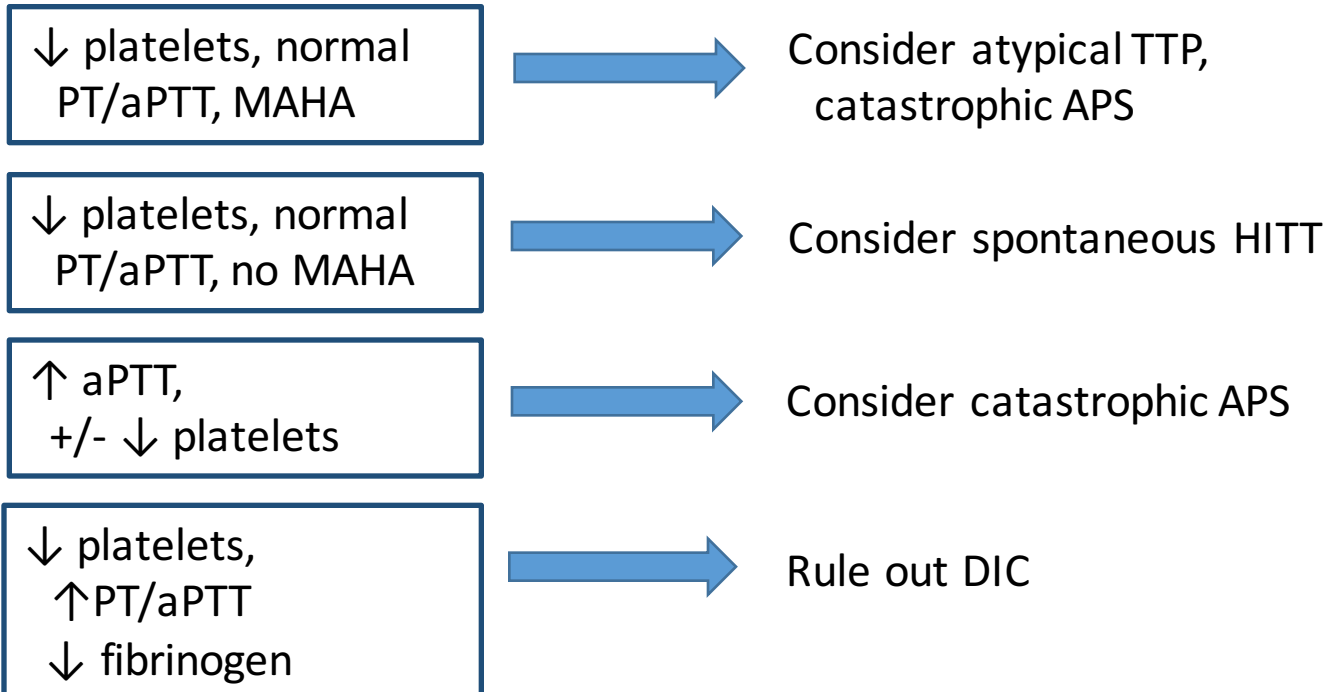 ↓ platelets, normal
PT/aPTT, MAHA
Consider atypical TTP,
catastrophic APS
↓ platelets, normal
PT/aPTT, no MAHA
Consider spontaneous HITT
↑ aPTT,
+/- ↓ platelets
Consider catastrophic APS
↓ platelets,
↑PT/aPTT
↓ fibrinogen
Rule out DIC